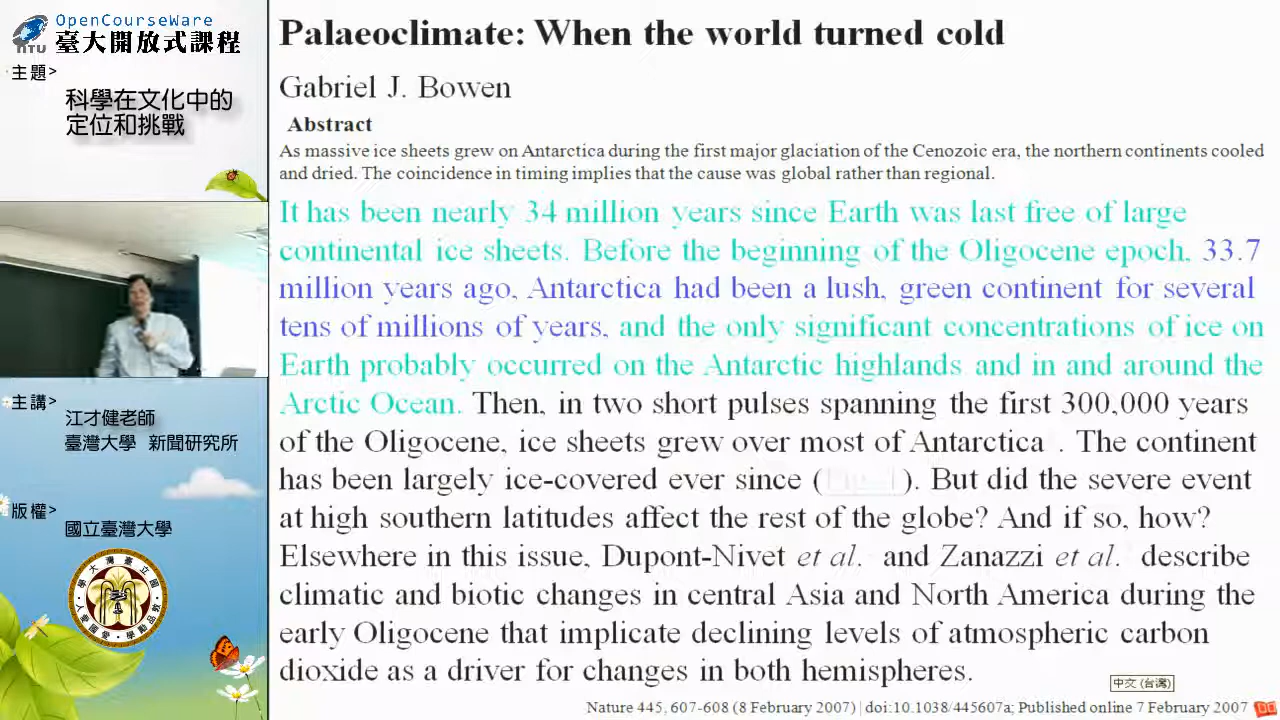 OpenCourseWare
NTU
臺大開放式課程
主題>
科學在文化中的
定位和挑戰
主講>
江才健老師
臺灣大學 新聞研究所
版權>
國立臺灣大學
Palaeoclimate: When the world turned cold
Gabriel J. Bowen
Abstract
As massive ice sheets grew on Antarctica during the first major glaciation of the Cenozoic era, the northern continents cooled
and dried. The coincidence in timing implies that the cause was global rather than regional.
It has been nearly 34 million years since Earth was last free of large
continental ice sheets. Before the beginning of the Oligocene epoch, 33.7
million years ago, Antarctica had been a lush, green continent for several
tens of millions of years, and the only significant concentrations of ice on
Earth probably occurred on the Antarctic highlands and in and around the
Arctic Ocean. Then, in two short pulses spanning the first 300,000 years
of the Oligocene, ice sheets grew over most of Antarctica . The continent
has been largely ice-covered ever since ( ). But did the severe event
at high southern latitudes affect the rest of the globe? And if so, how?
Elsewhere in this issue, Dupont-Nivet et al. and Zanazzi et al. describe
climatic and biotic changes in central Asia and North America during the
early Oligocene that implicate declining levels of atmospheric carbon
dioxide as a driver for changes in both hemispheres.
中文 (台灣)
Nature 445, 607-608 (8 February 2007) | doi:10.1038/445607a; Published online 7 February 2007